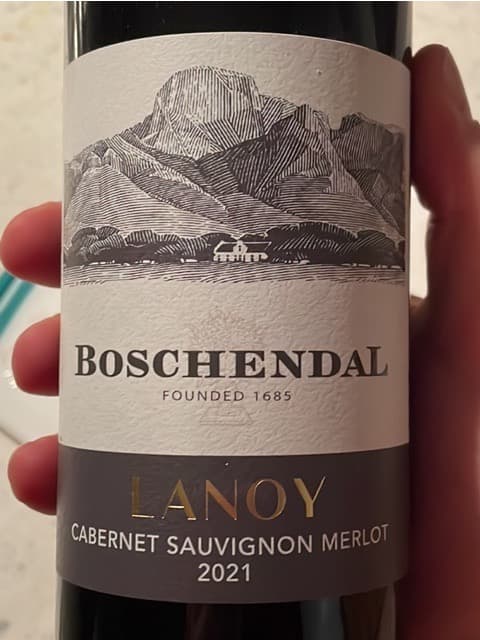 BOSCHENDAL
FOUNDED 1685
LANOY
CABERNET SAUVIGNON MERLOT
2021